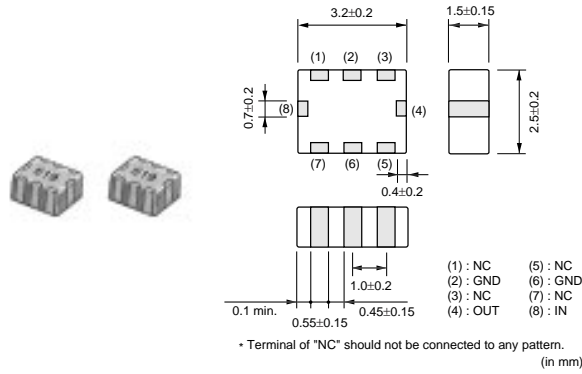 3.2±0.2
1.5±0.15
(1) (2) (3)
0.7±0.2
(8)
(4)
2.5±0.2
(7) (6) (5)
0.4±0.2
1.0±0.2
0.1 min.
0.45±0.15
0.55±0.15
(1) : NC (5) : NC
(2) : GND (6) : GND
(3) : NC (7) : NC
(4) : OUT (8) : IN
* Terminal of "NC" should not be connected to any pattern.
(in mm)